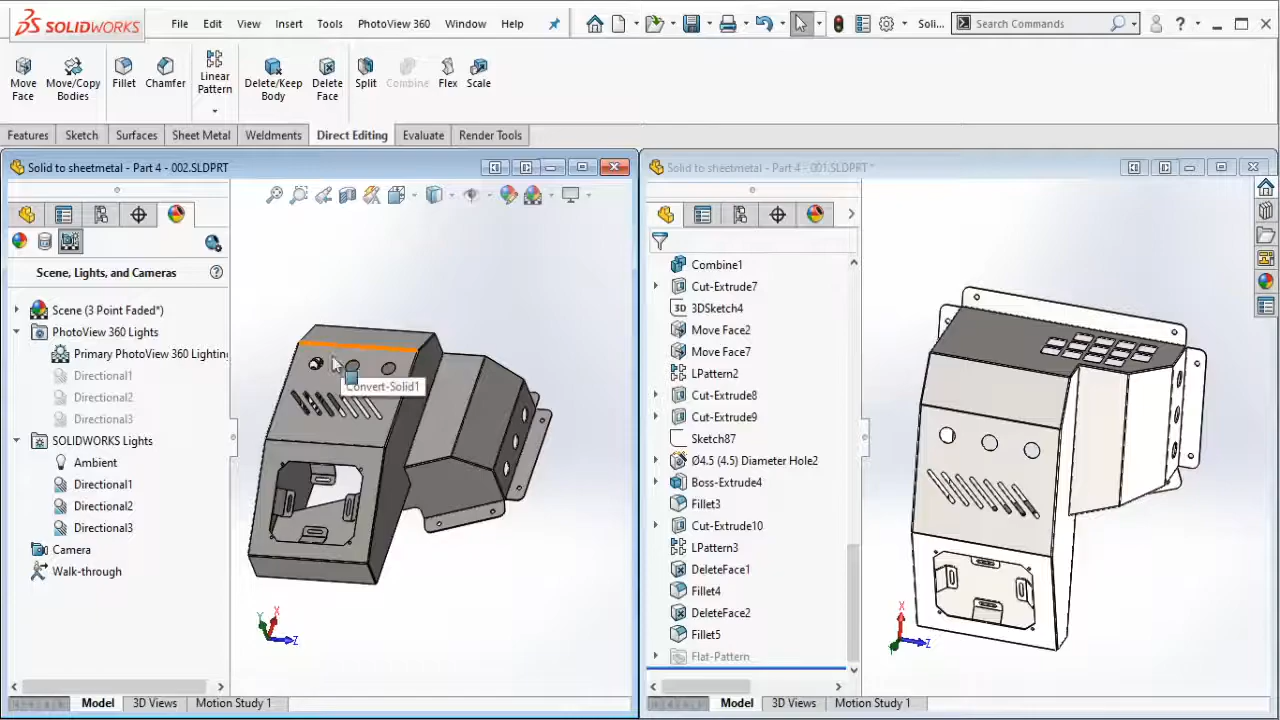 SOLIDWORKS
File Edit View Insert Tools PhotoView 360 Window Help
Soli...
Search Commands
Move Face
Move/Copy Bodies
Fillet
Chamfer
Linear Pattern
Delete/Keep Body
Delete Face
Split
Combine
Flex
Scale
Features Sketch Surfaces Sheet Metal Weldments Direct Editing Evaluate Render Tools
Solid to sheetmetal - Part 4 - 002.SLDPRT
Scene, Lights, and Cameras
Scene (3 Point Faded*)
PhotoView 360 Lights
Primary PhotoView 360 Lighting
Directional1
Directional2
Directional3
SOLIDWORKS Lights
Ambient
Directional1
Directional2
Directional3
Camera
Walk-through
Convert-Solid1
Y X Z
Model 3D Views Motion Study 1
Solid to sheetmetal - Part 4 - 001.SLDPRT *
Combine1
Cut-Extrude7
3D 3DSketch4
Move Face2
Move Face7
LPattern2
Cut-Extrude8
Cut-Extrude9
Sketch87
Ø4.5 (4.5) Diameter Hole2
Boss-Extrude4
Fillet3
Cut-Extrude10
LPattern3
DeleteFace1
Fillet4
DeleteFace2
Fillet5
Flat-Pattern
X Z
Model 3D Views Motion Study 1